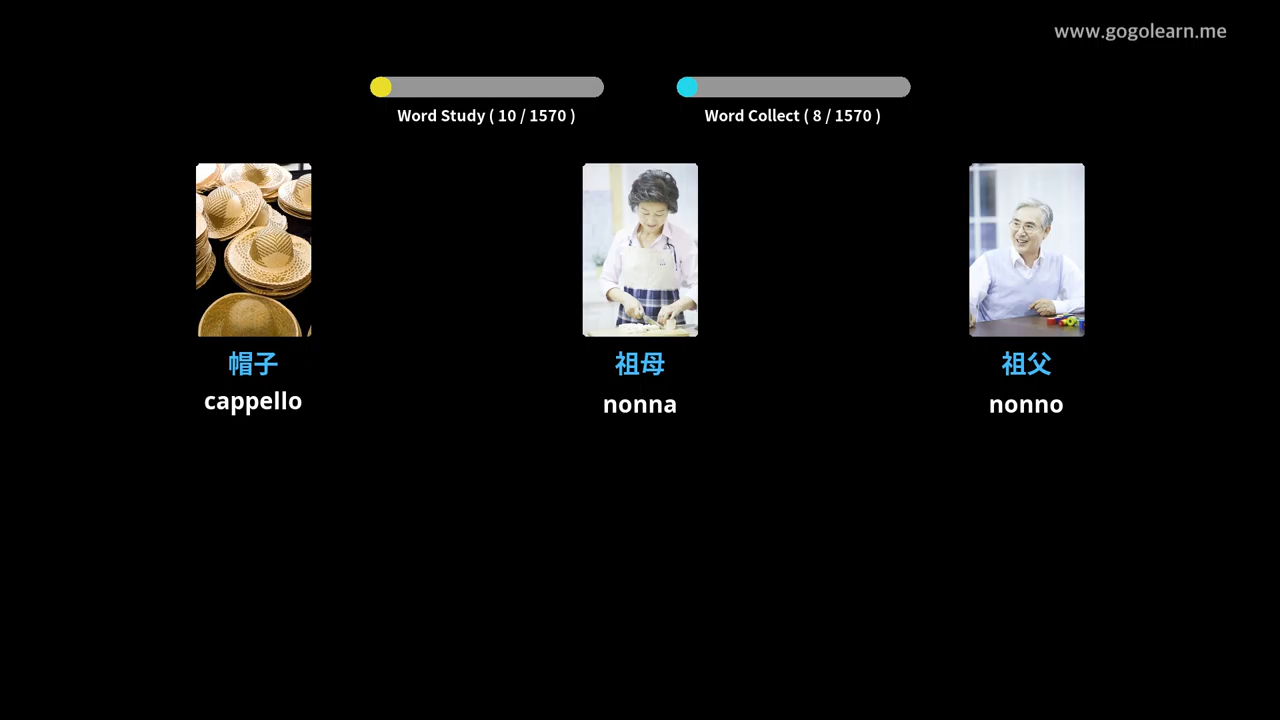 www.gogolearn.me
Word Study ( 10 / 1570 )
Word Collect ( 8 / 1570 )
帽子
祖母
祖父
cappello
nonna
nonno